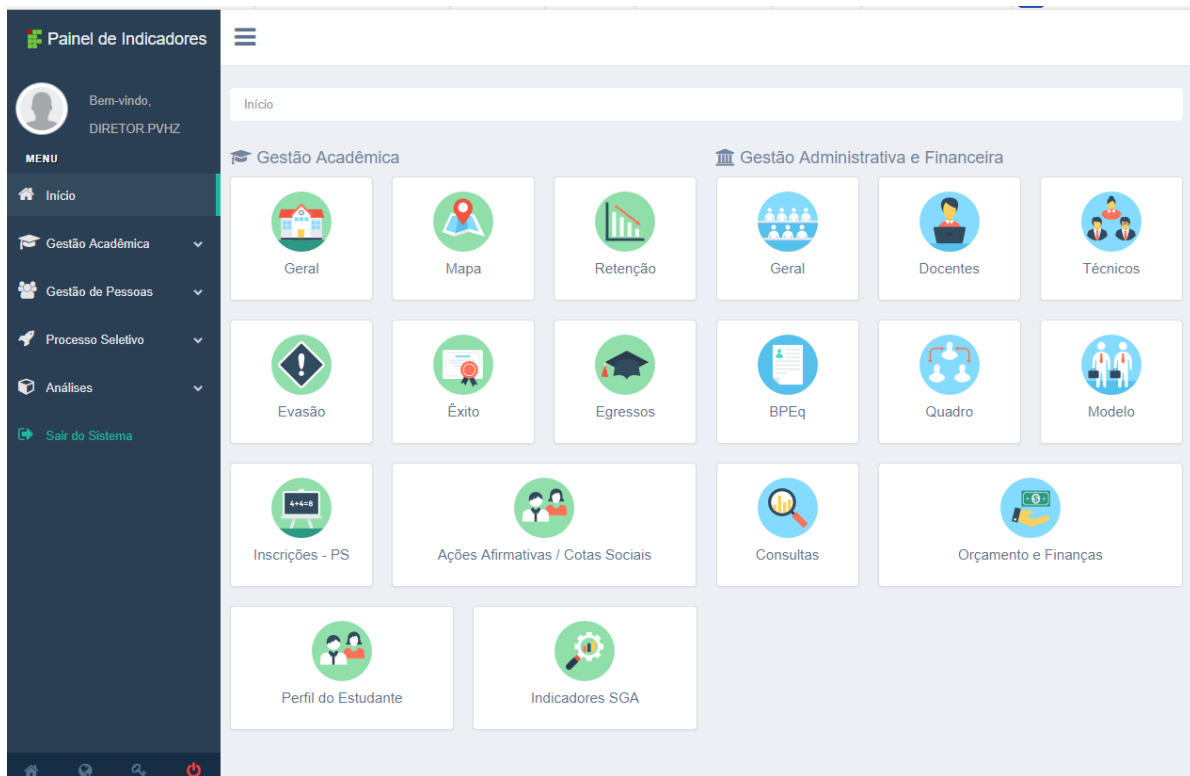 Painel de Indicadores
Bem-vindo,
DIRETOR.PVHZ
MENU
Início
Gestão Acadêmica
Gestão de Pessoas
Processo Seletivo
Análises
Sair do Sistema
Início
Gestão Acadêmica
Geral
Mapa
Retenção
Evasão
Êxito
Egressos
4+4=8
Inscrições - PS
Ações Afirmativas / Cotas Sociais
Perfil do Estudante
Indicadores SGA
Gestão Administrativa e Financeira
Geral
Docentes
Técnicos
BPEq
Quadro
Modelo
Consultas
Orçamento e Finanças